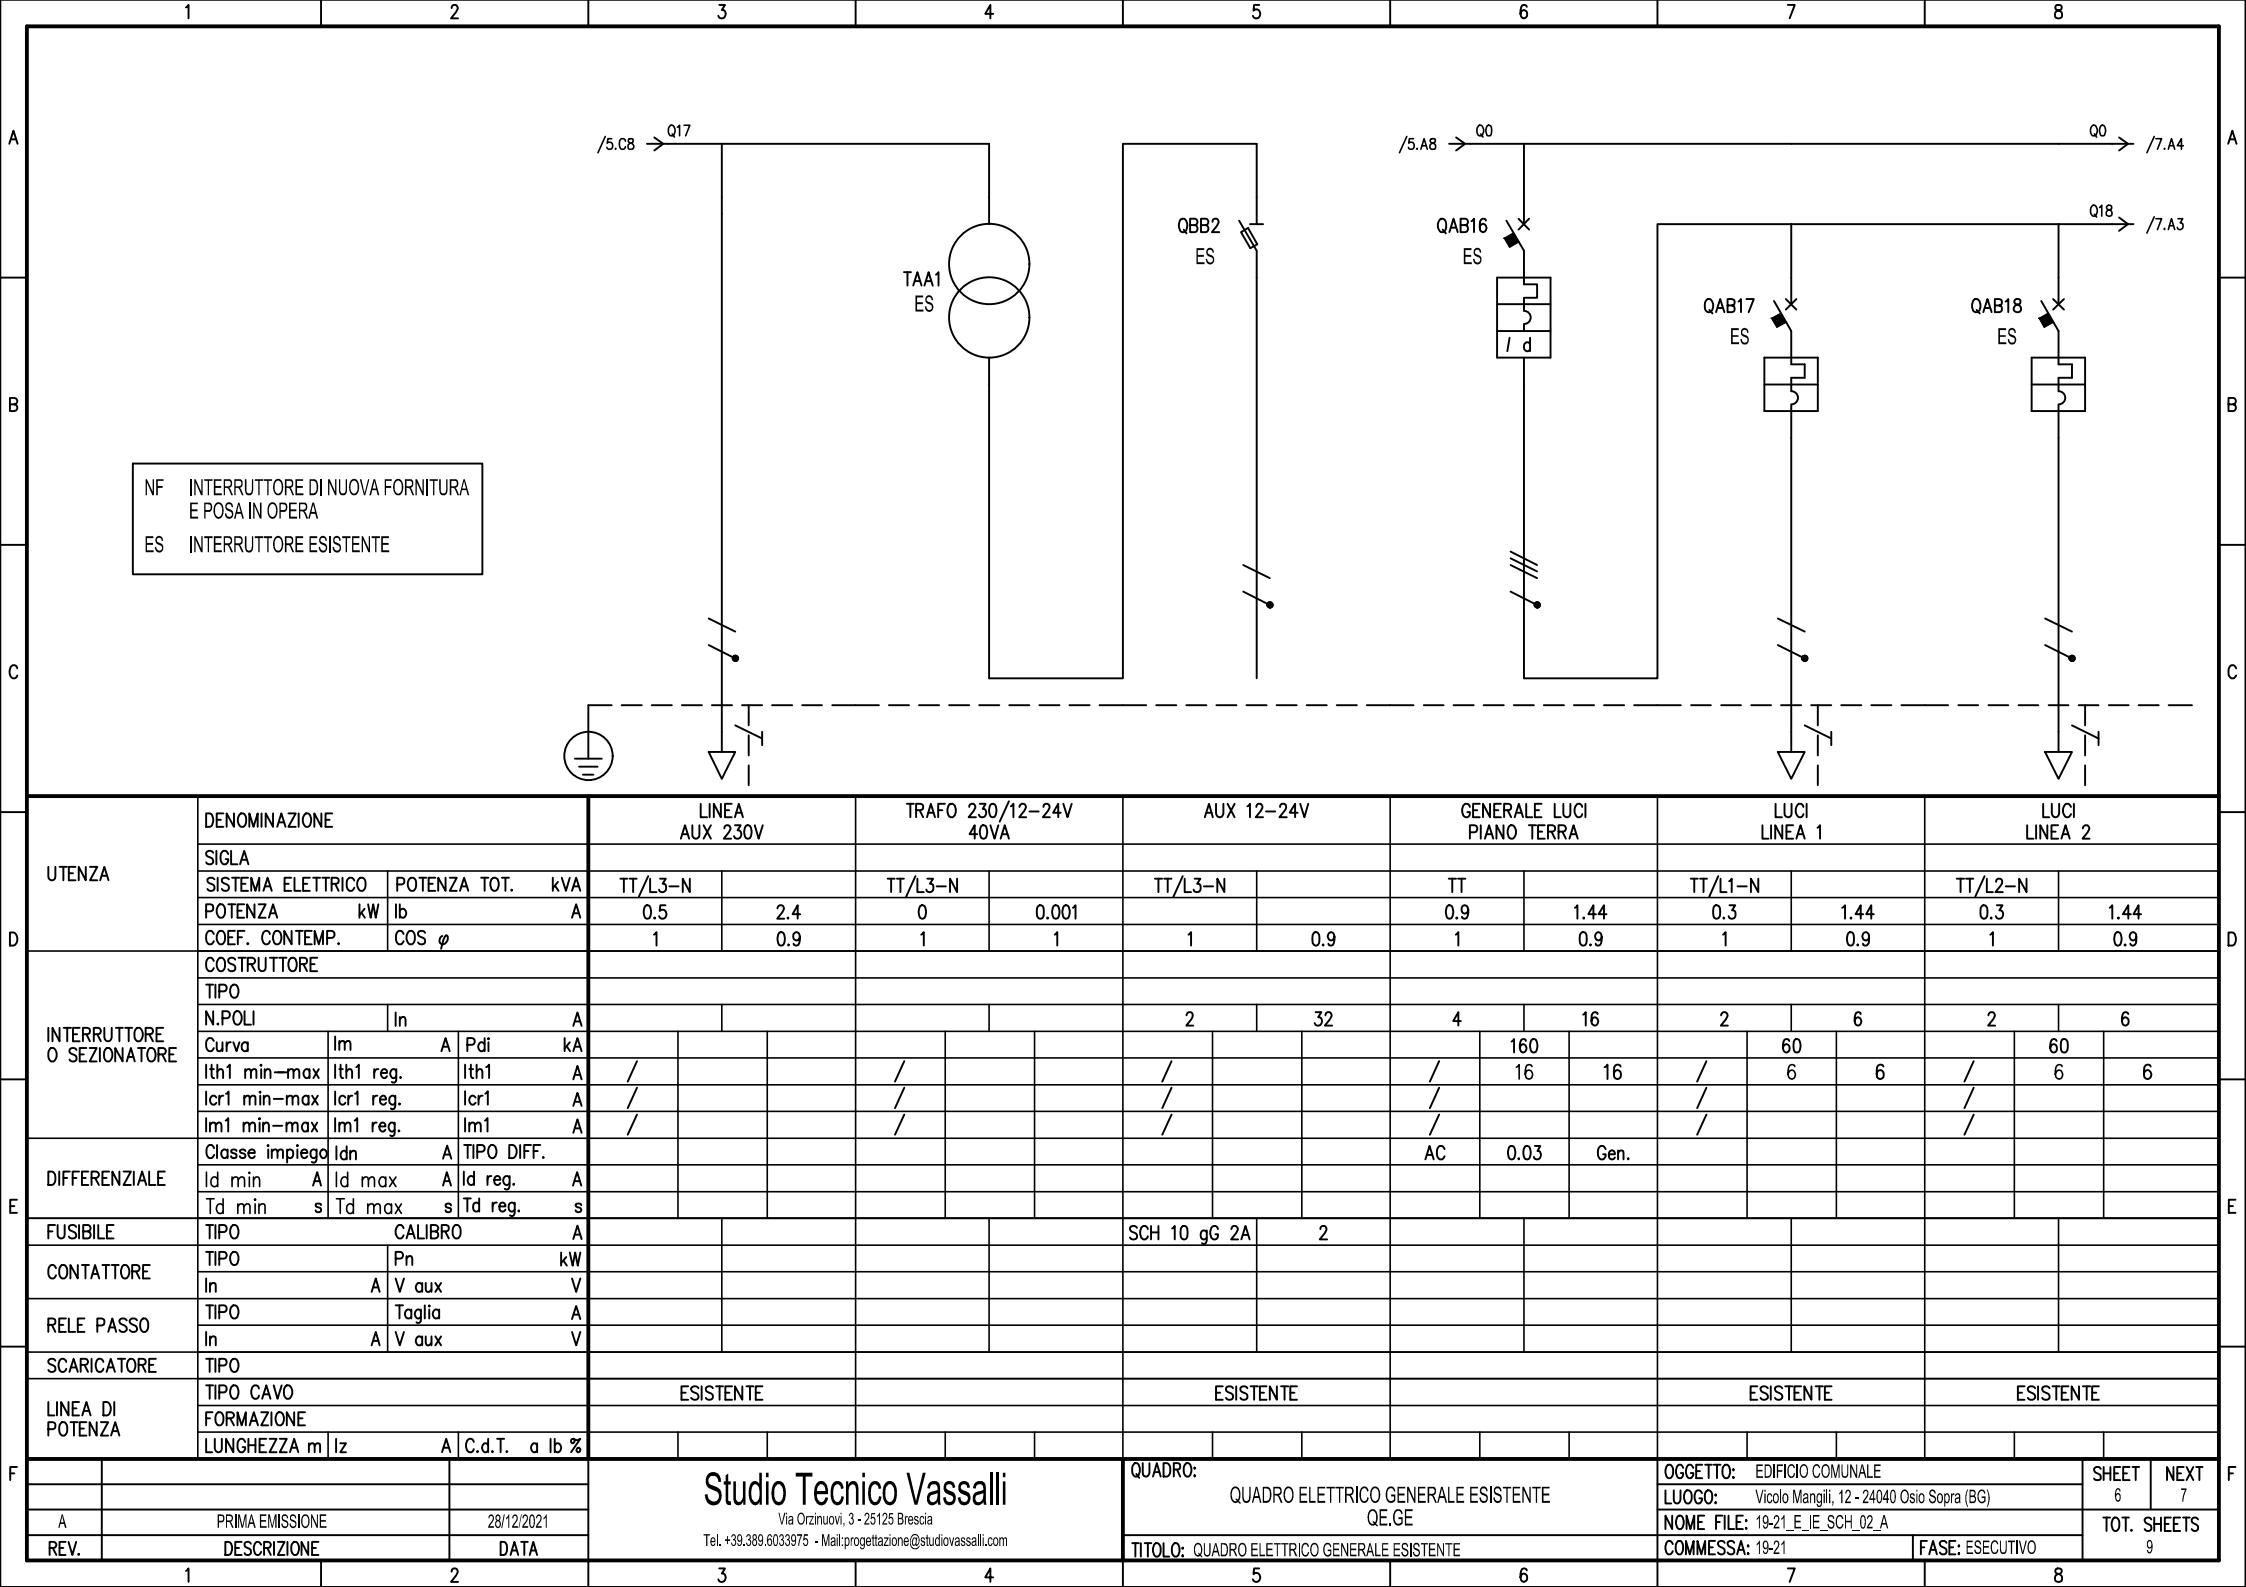 1 2 3 4 5 6 7 8
A A
B B
C C
D D
E E
F F
/5.C8 Q17
/5.A8 Q0 Q0 /7.A4
Q18 /7.A3
TAA1
ES
QBB2
ES
QAB16
ES
I d
QAB17
ES
QAB18
ES
NF INTERRUTTORE DI NUOVA FORNITURA
E POSA IN OPERA
ES INTERRUTTORE ESISTENTE
UTENZA
DENOMINAZIONE LINEA TRAFO 230/12-24V AUX 12-24V GENERALE LUCI LUCI LUCI
AUX 230V 40VA PIANO TERRA LINEA 1 LINEA 2
SIGLA
SISTEMA ELETTRICO POTENZA TOT. kVA TT/L3-N TT/L3-N TT/L3-N TT TT/L1-N TT/L2-N
POTENZA kW Ib A 0.5 2.4 0 0.001 0.9 1.44 0.3 1.44 0.3 1.44
COEF. CONTEMP. COS φ 1 0.9 1 1 1 0.9 1 0.9 1 0.9 1 0.9
INTERRUTTORE
O SEZIONATORE
COSTRUTTORE
TIPO
N.POLI In A 2 32 4 16 2 6 2 6
Curva Im A Pdi kA 160 60 60
Ith1 min-max Ith1 reg. Ith1 A / / / / 16 16 / 6 6 / 6 6
Icr1 min-max Icr1 reg. Icr1 A / / / / / /
Im1 min-max Im1 reg. Im1 A / / / / / /
DIFFERENZIALE
Classe impiego Idn A TIPO DIFF. AC 0.03 Gen.
Id min A Id max A Id reg. A
Td min s Td max s Td reg. s
FUSIBILE TIPO CALIBRO A SCH 10 gG 2A 2
CONTATTORE
TIPO Pn kW
In A V aux V
RELE PASSO
TIPO Taglia A
In A V aux V
SCARICATORE TIPO
LINEA DI
POTENZA
TIPO CAVO ESISTENTE ESISTENTE ESISTENTE ESISTENTE
FORMAZIONE
LUNGHEZZA m Iz A C.d.T. a Ib %
A PRIMA EMISSIONE 28/12/2021
REV. DESCRIZIONE DATA
Studio Tecnico Vassalli
Via Orzinuovi, 3 - 25125 Brescia
Tel. +39.389.6033975 - Mail:progettazione@studiovassalli.com
QUADRO:
QUADRO ELETTRICO GENERALE ESISTENTE
QE.GE
TITOLO: QUADRO ELETTRICO GENERALE ESISTENTE
OGGETTO: EDIFICIO COMUNALE
LUOGO: Vicolo Mangili, 12 - 24040 Osio Sopra (BG)
NOME FILE: 19-21_E_IE_SCH_02_A
COMMESSA: 19-21 FASE: ESECUTIVO
SHEET NEXT
6 7
TOT. SHEETS
9
1 2 3 4 5 6 7 8